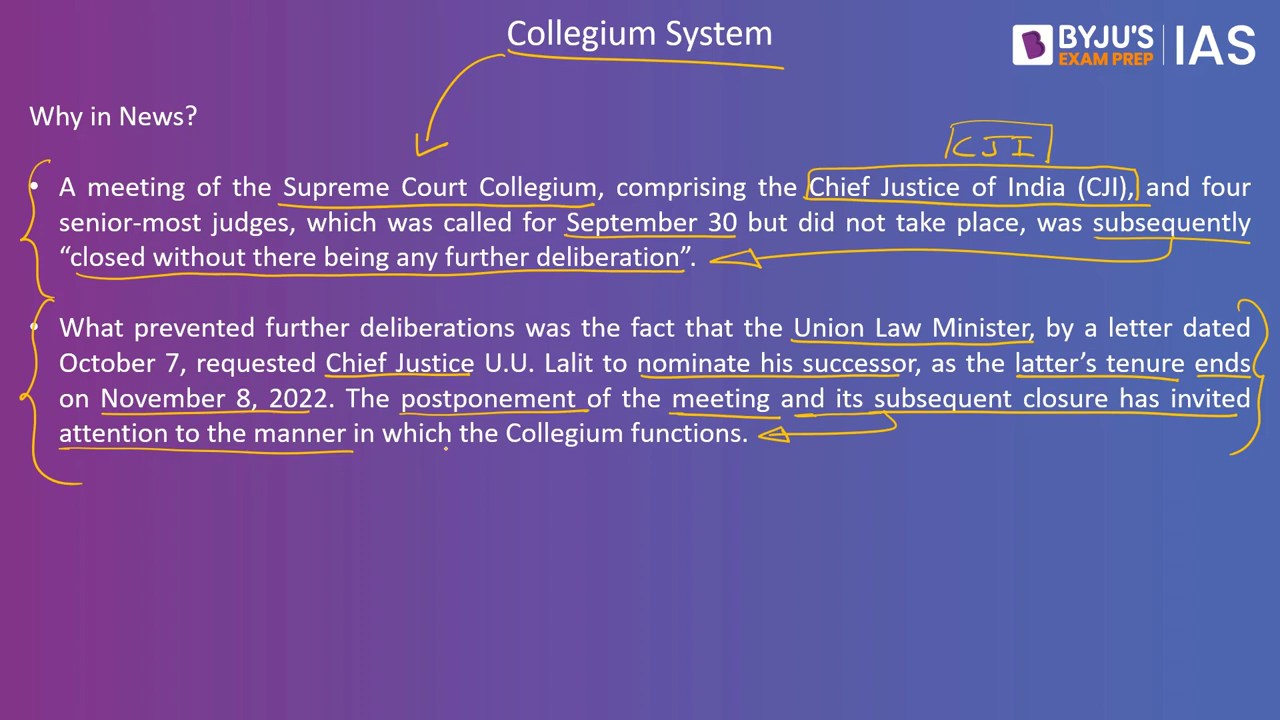 Collegium System
BYJU'S
EXAM PREP
IAS
Why in News?
CJI
• A meeting of the Supreme Court Collegium, comprising the Chief Justice of India (CJI), and four
senior-most judges, which was called for September 30 but did not take place, was subsequently
“closed without there being any further deliberation”.
• What prevented further deliberations was the fact that the Union Law Minister, by a letter dated
October 7, requested Chief Justice U.U. Lalit to nominate his successor, as the latter’s tenure ends
on November 8, 2022. The postponement of the meeting and its subsequent closure has invited
attention to the manner in which the Collegium functions.